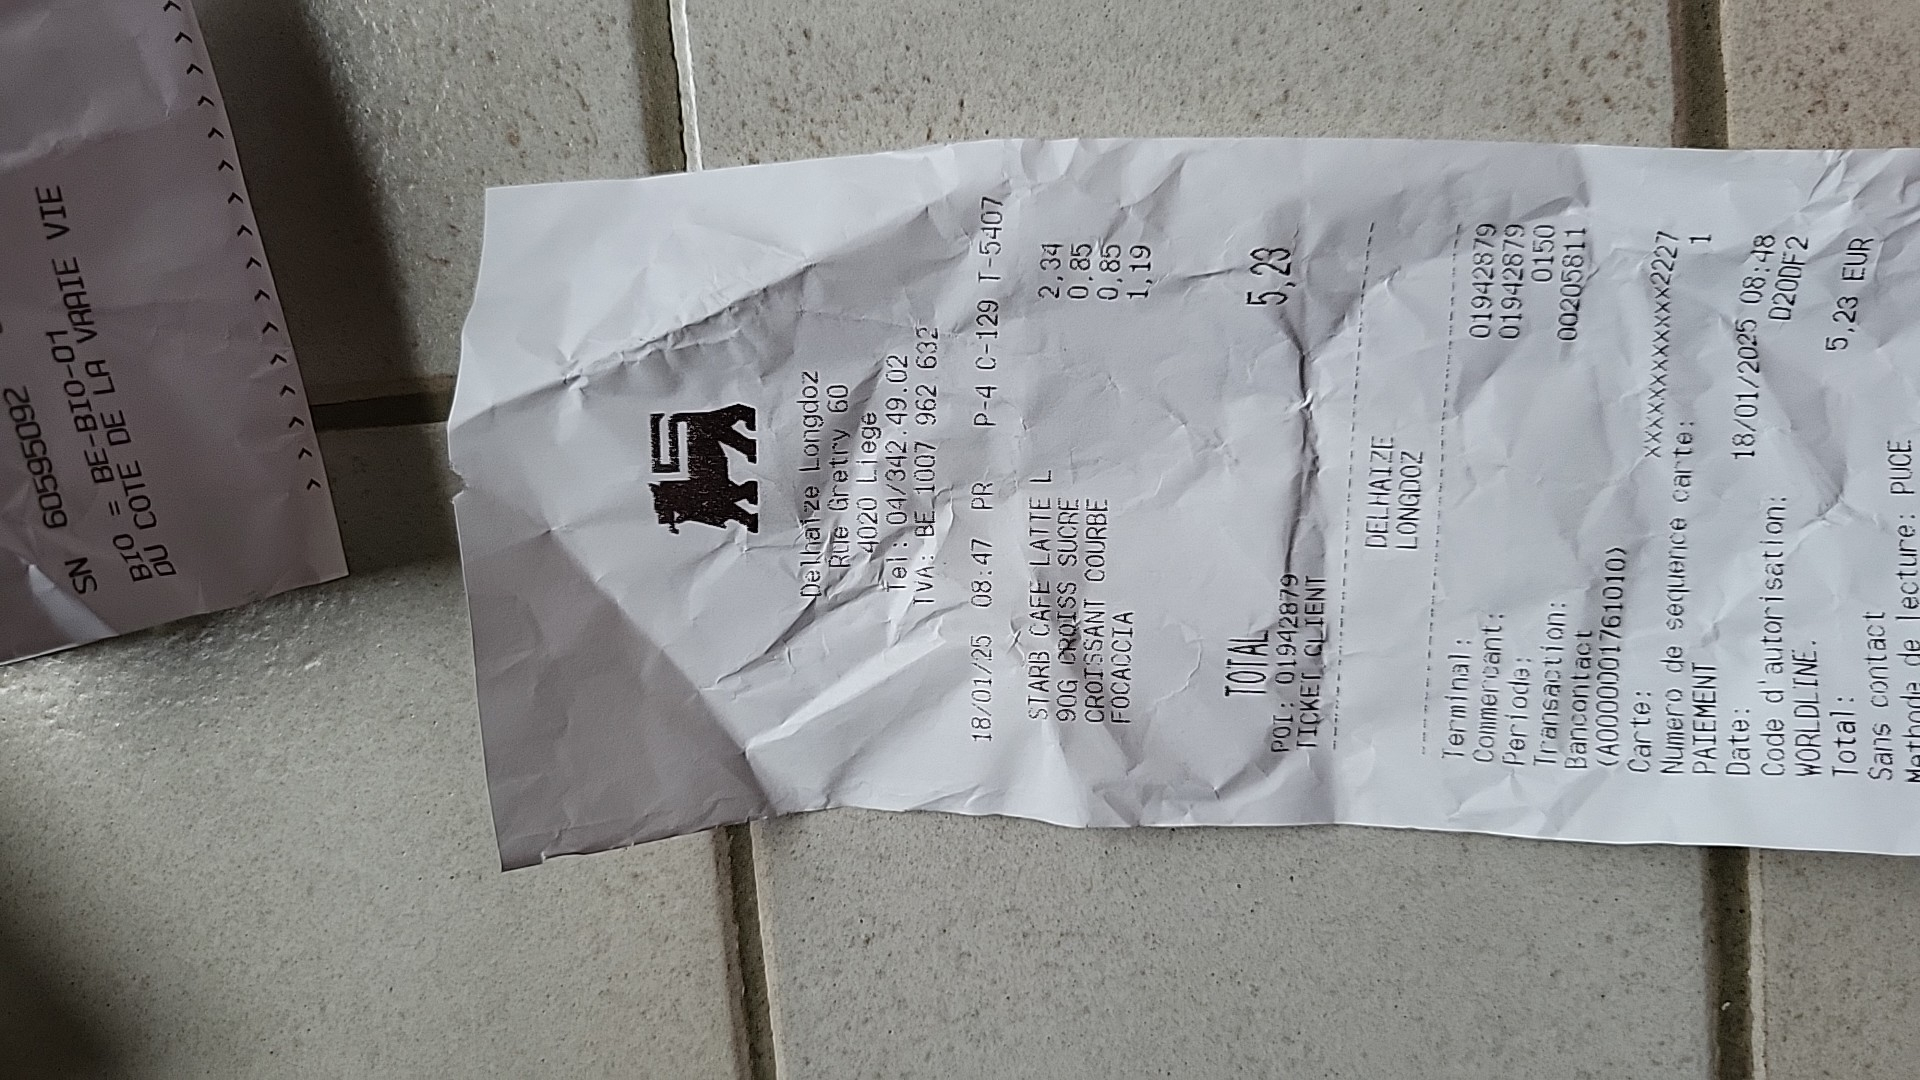 SN 60595092
BIO = BE-BIO-01
DU COTE DE LA VRAIE VIE
>>>>>>>>>>>>>>>
Delhaize Longdoz
Rue Gretry 60
4020 Liege
Tel: 04/342.49.02
TVA: BE 1007 962 632
18/01/25 08:47 PR P-4 C-129 T-5407
STARB CAFE LATTE L 2,34
90G CROISS SUCRE 0,85
CROISSANT COURBE 0,85
FOCACCIA 1,19
TOTAL 5,23
POI: 01942879
TICKET CLIENT
DELHAIZE
LONGDOZ
Terminal: 01942879
Commercant: 01942879
Periode: 0150
Transaction: 00205811
Bancontact
(A0000001761010)
Carte: xxxxxxxxxxxxxxx2227
Numero de sequence carte: 1
PAIEMENT
Date: 18/01/2025 08:48
Code d'autorisation: D20DF2
WORLDLINE.
Total: 5,23 EUR
Sans contact
Methode de lecture: PUCE